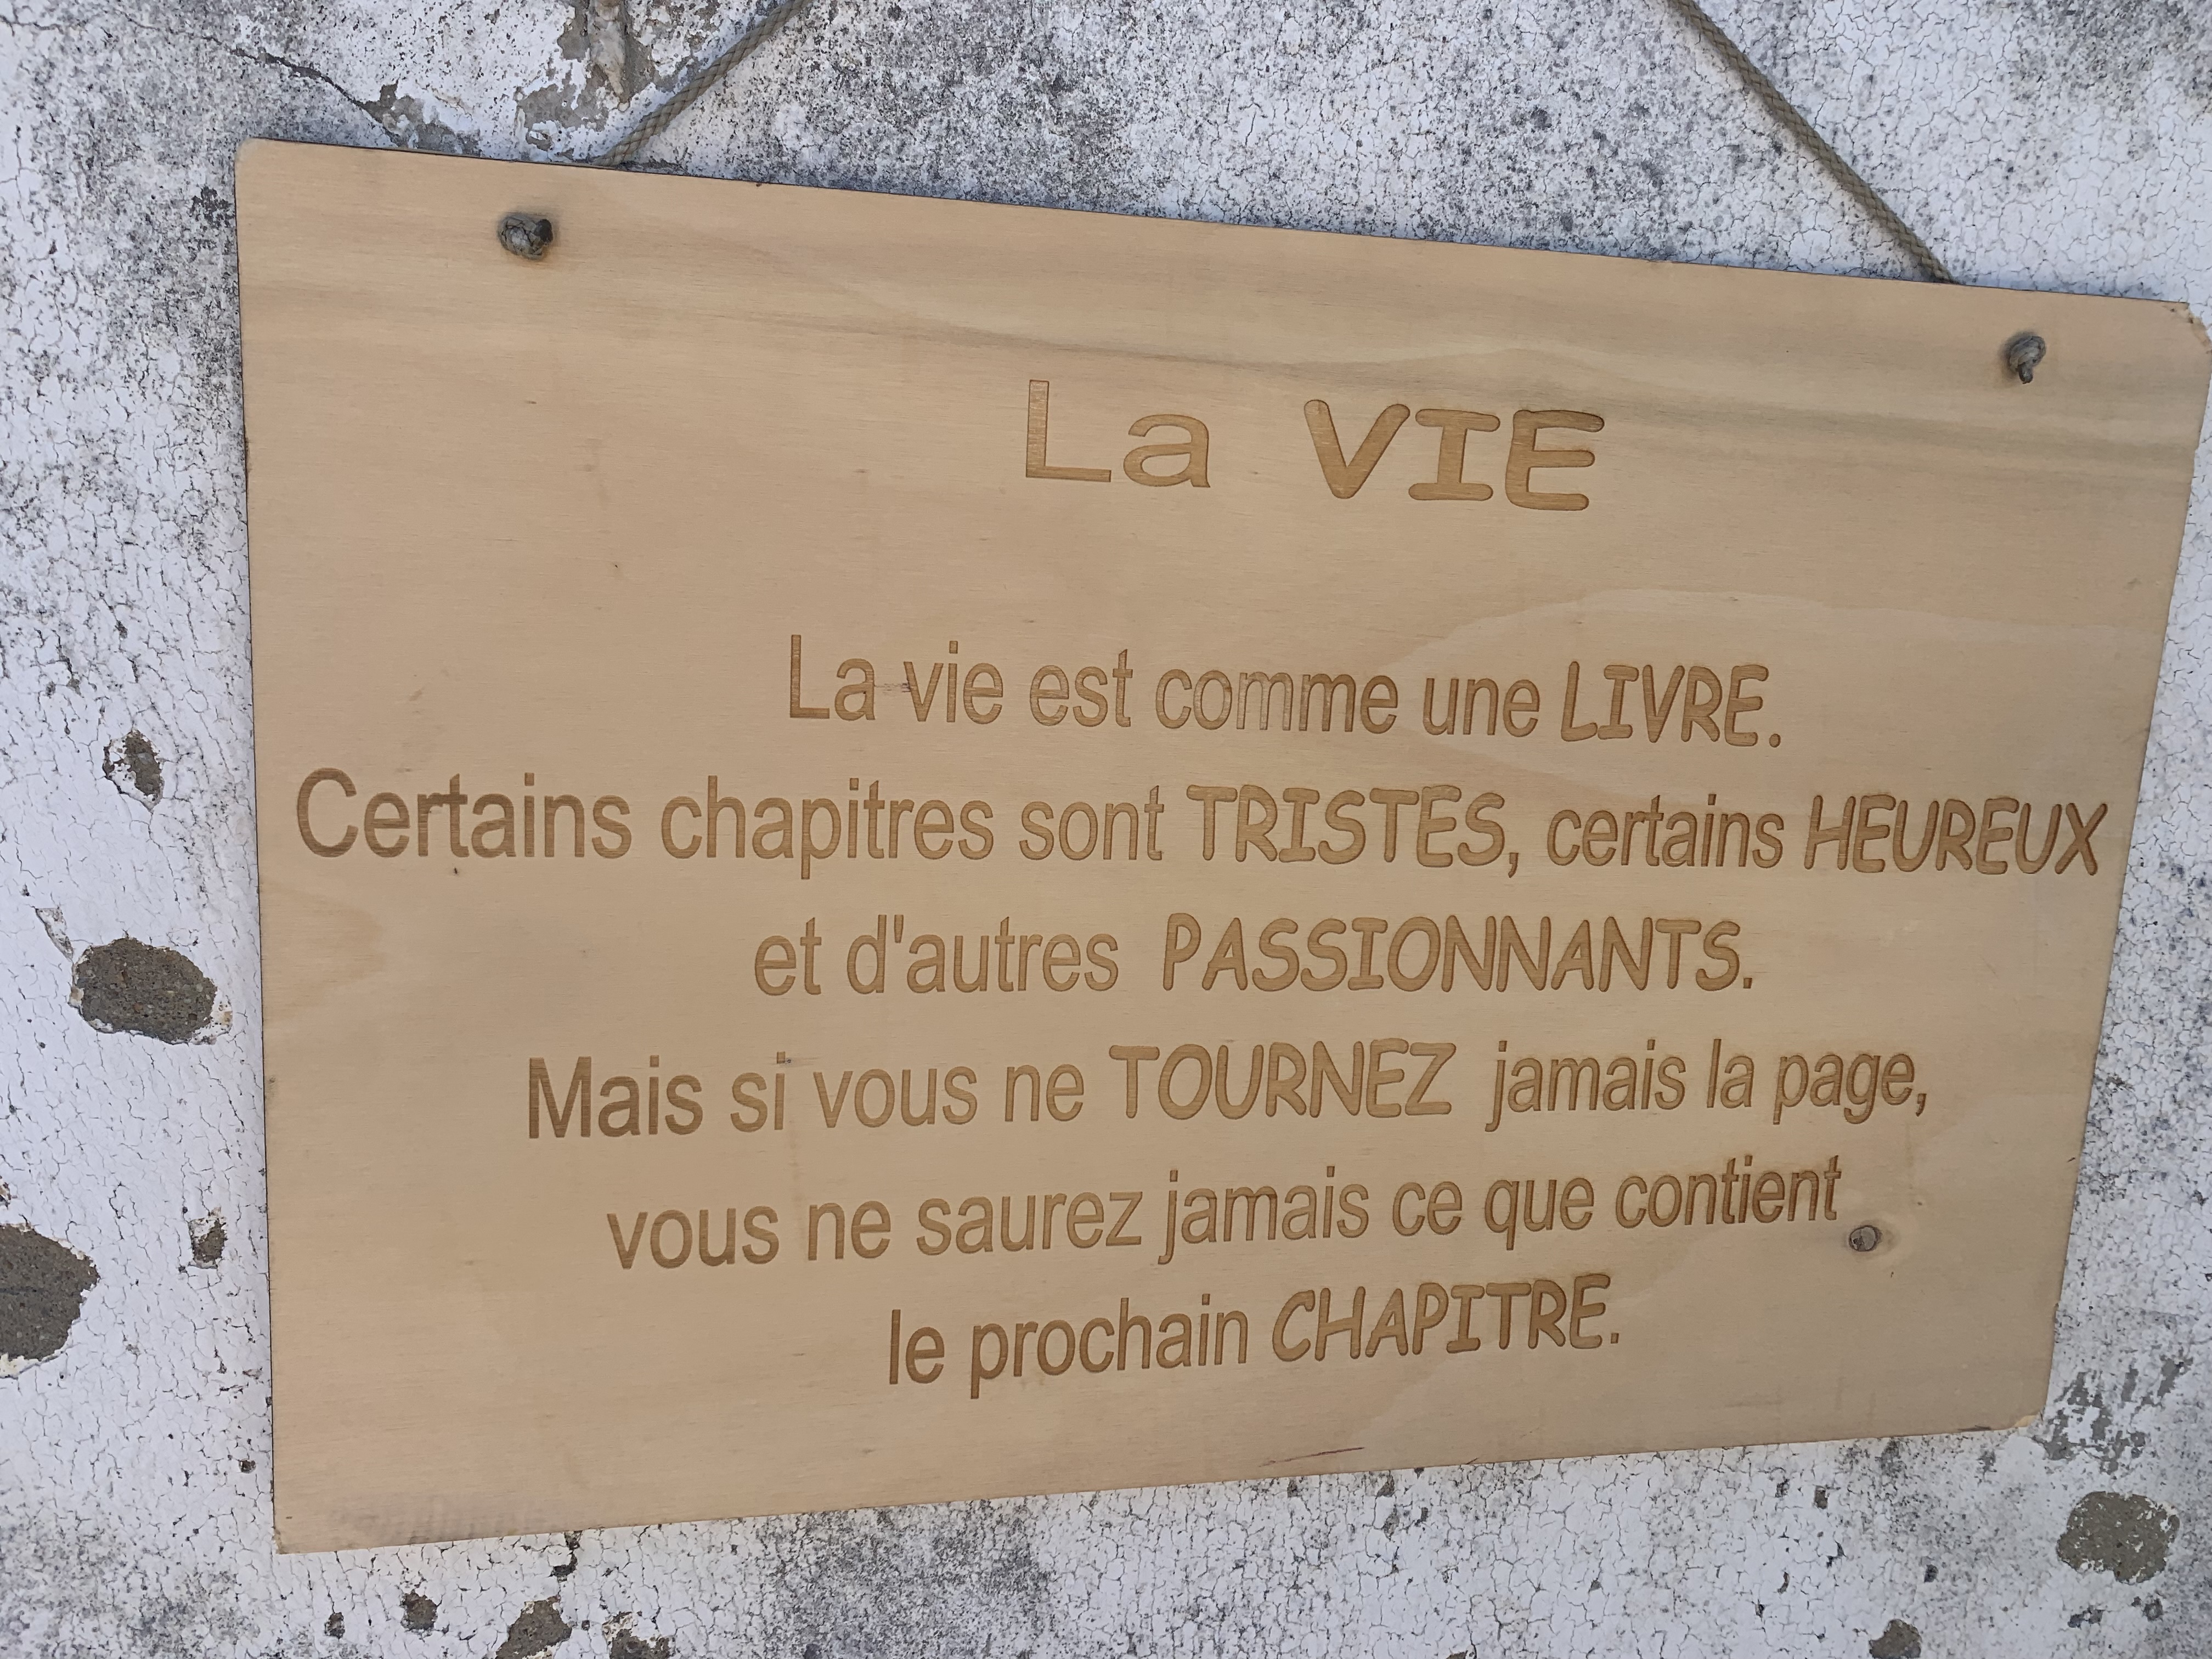 La VIE
La vie est comme une LIVRE.
Certains chapitres sont TRISTES, certains HEUREUX
et d'autres PASSIONNANTS.
Mais si vous ne TOURNEZ jamais la page,
vous ne saurez jamais ce que contient
le prochain CHAPITRE.